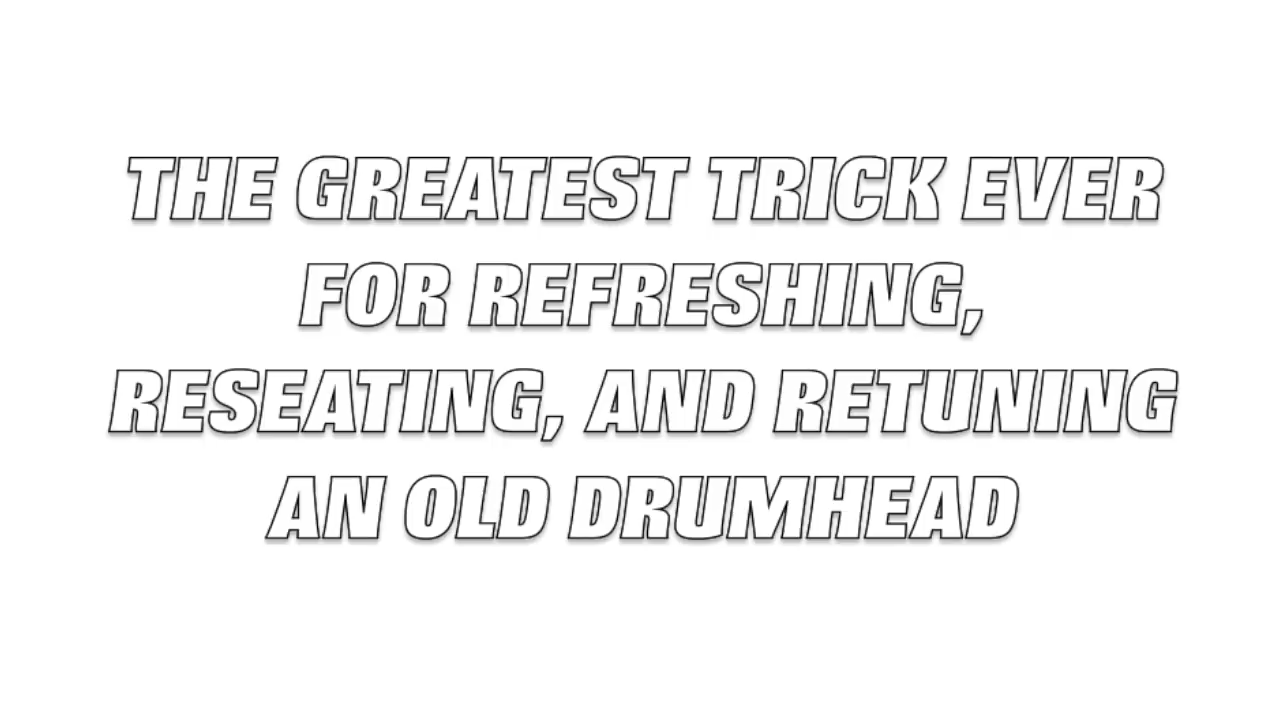 THE GREATEST TRICK EVER
FOR REFRESHING,
RESEATING, AND RETUNING
AN OLD DRUMHEAD